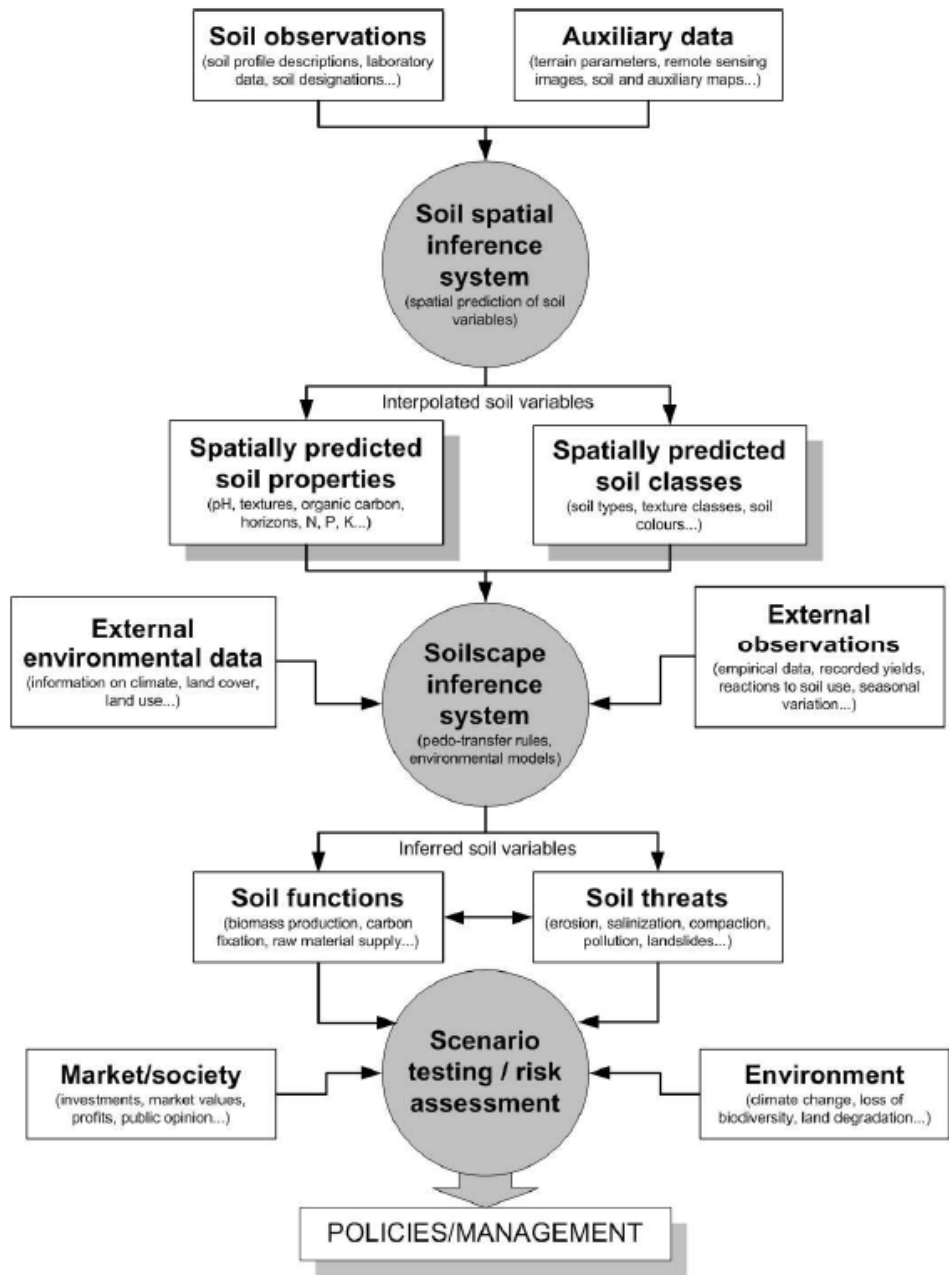 Soil observations
(soil profile descriptions, laboratory
data, soil designations...)
Auxiliary data
(terrain parameters, remote sensing
images, soil and auxiliary maps...)
Soil spatial
inference
system
(spatial prediction of soil
variables)
Interpolated soil variables
Spatially predicted
soil properties
(pH, textures, organic carbon,
horizons, N, P, K...)
Spatially predicted
soil classes
(soil types, texture classes, soil
colours...)
External
environmental data
(information on climate, land cover,
land use...)
Soilscape
inference
system
(pedo-transfer rules,
environmental models)
External
observations
(empirical data, recorded yields,
reactions to soil use, seasonal
variation...)
Inferred soil variables
Soil functions
(biomass production, carbon
fixation, raw material supply...)
Soil threats
(erosion, salinization, compaction,
pollution, landslides...)
Scenario
testing / risk
assessment
Market/society
(investments, market values,
profits, public opinion...)
Environment
(climate change, loss of
biodiversity, land degradation...)
POLICIES/MANAGEMENT